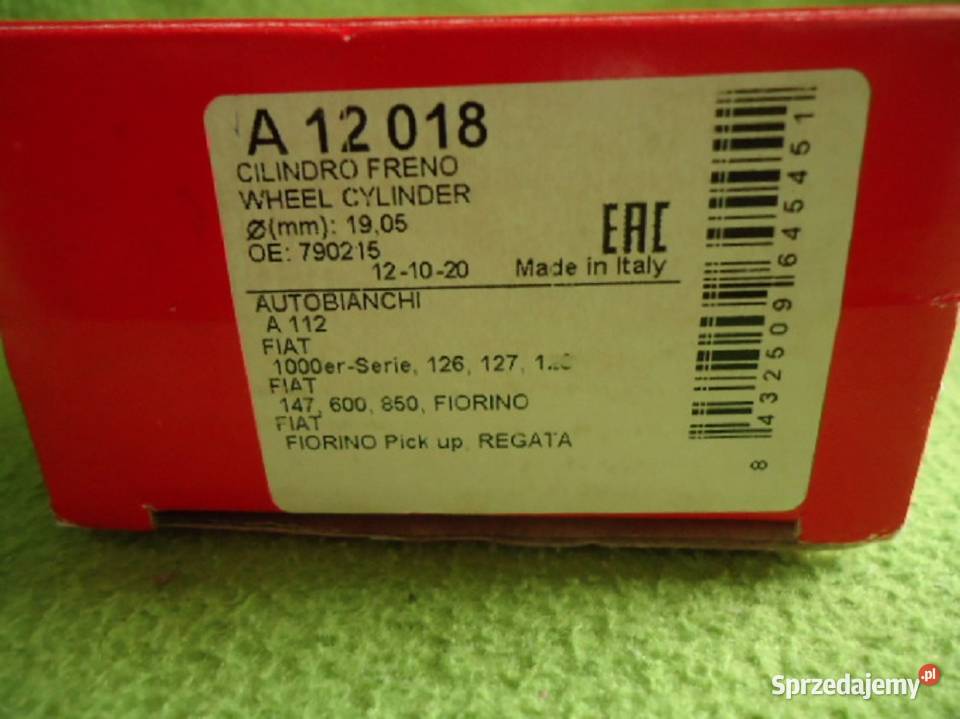 A 12 018
CILINDRO FRENO
WHEEL CYLINDER
Ø(mm): 19,05
OE: 790215
EAC
12-10-20 Made in Italy
AUTOBIANCHI
A 112
FIAT
1000er-Serie, 126, 127,
FIAT
147, 600, 850, FIORINO
FIAT
FIORINO Pick up, REGATA
8 432509 645451
Sprzedajemy.pl